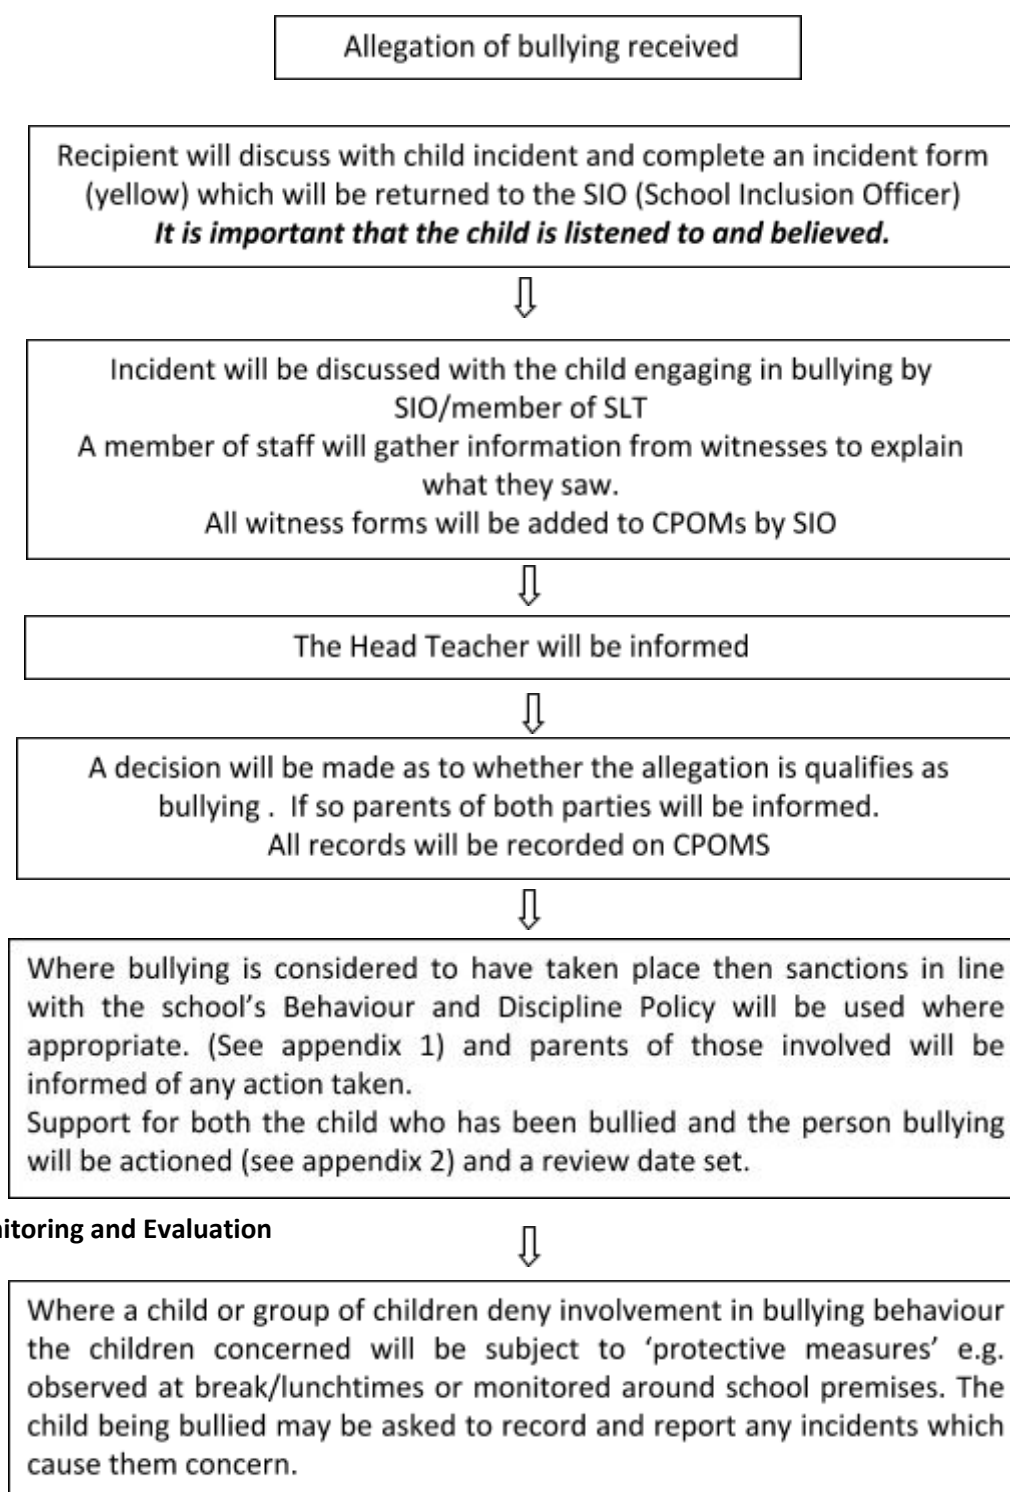 Allegation of bullying received
Recipient will discuss with child incident and complete an incident form
(yellow) which will be returned to the SIO (School Inclusion Officer)
It is important that the child is listened to and believed.
Incident will be discussed with the child engaging in bullying by
SIO/member of SLT
A member of staff will gather information from witnesses to explain
what they saw.
All witness forms will be added to CPOMs by SIO
The Head Teacher will be informed
A decision will be made as to whether the allegation is qualifies as
bullying . If so parents of both parties will be informed.
All records will be recorded on CPOMS
Where bullying is considered to have taken place then sanctions in line
with the school's Behaviour and Discipline Policy will be used where
appropriate. (See appendix 1) and parents of those involved will be
informed of any action taken.
Support for both the child who has been bullied and the person bullying
will be actioned (see appendix 2) and a review date set.
itoring and Evaluation
Where a child or group of children deny involvement in bullying behaviour
the children concerned will be subject to ‘protective measures’ e.g.
observed at break/lunchtimes or monitored around school premises. The
child being bullied may be asked to record and report any incidents which
cause them concern.